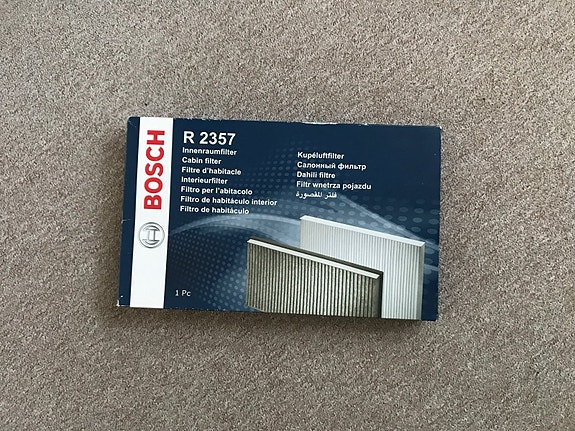 BOSCH
R 2357
Innenraumfilter
Cabin filter
Filtre d'habitacle
Interieurfilter
Filtro per l'abitacolo
Filtro de habitáculo interior
Filtro de habitáculo
Kupéluftfilter
Салонный фильтр
Dahili filtre
Filtr wnetrza pojazdu
فلتر المقصورة
1 Pc